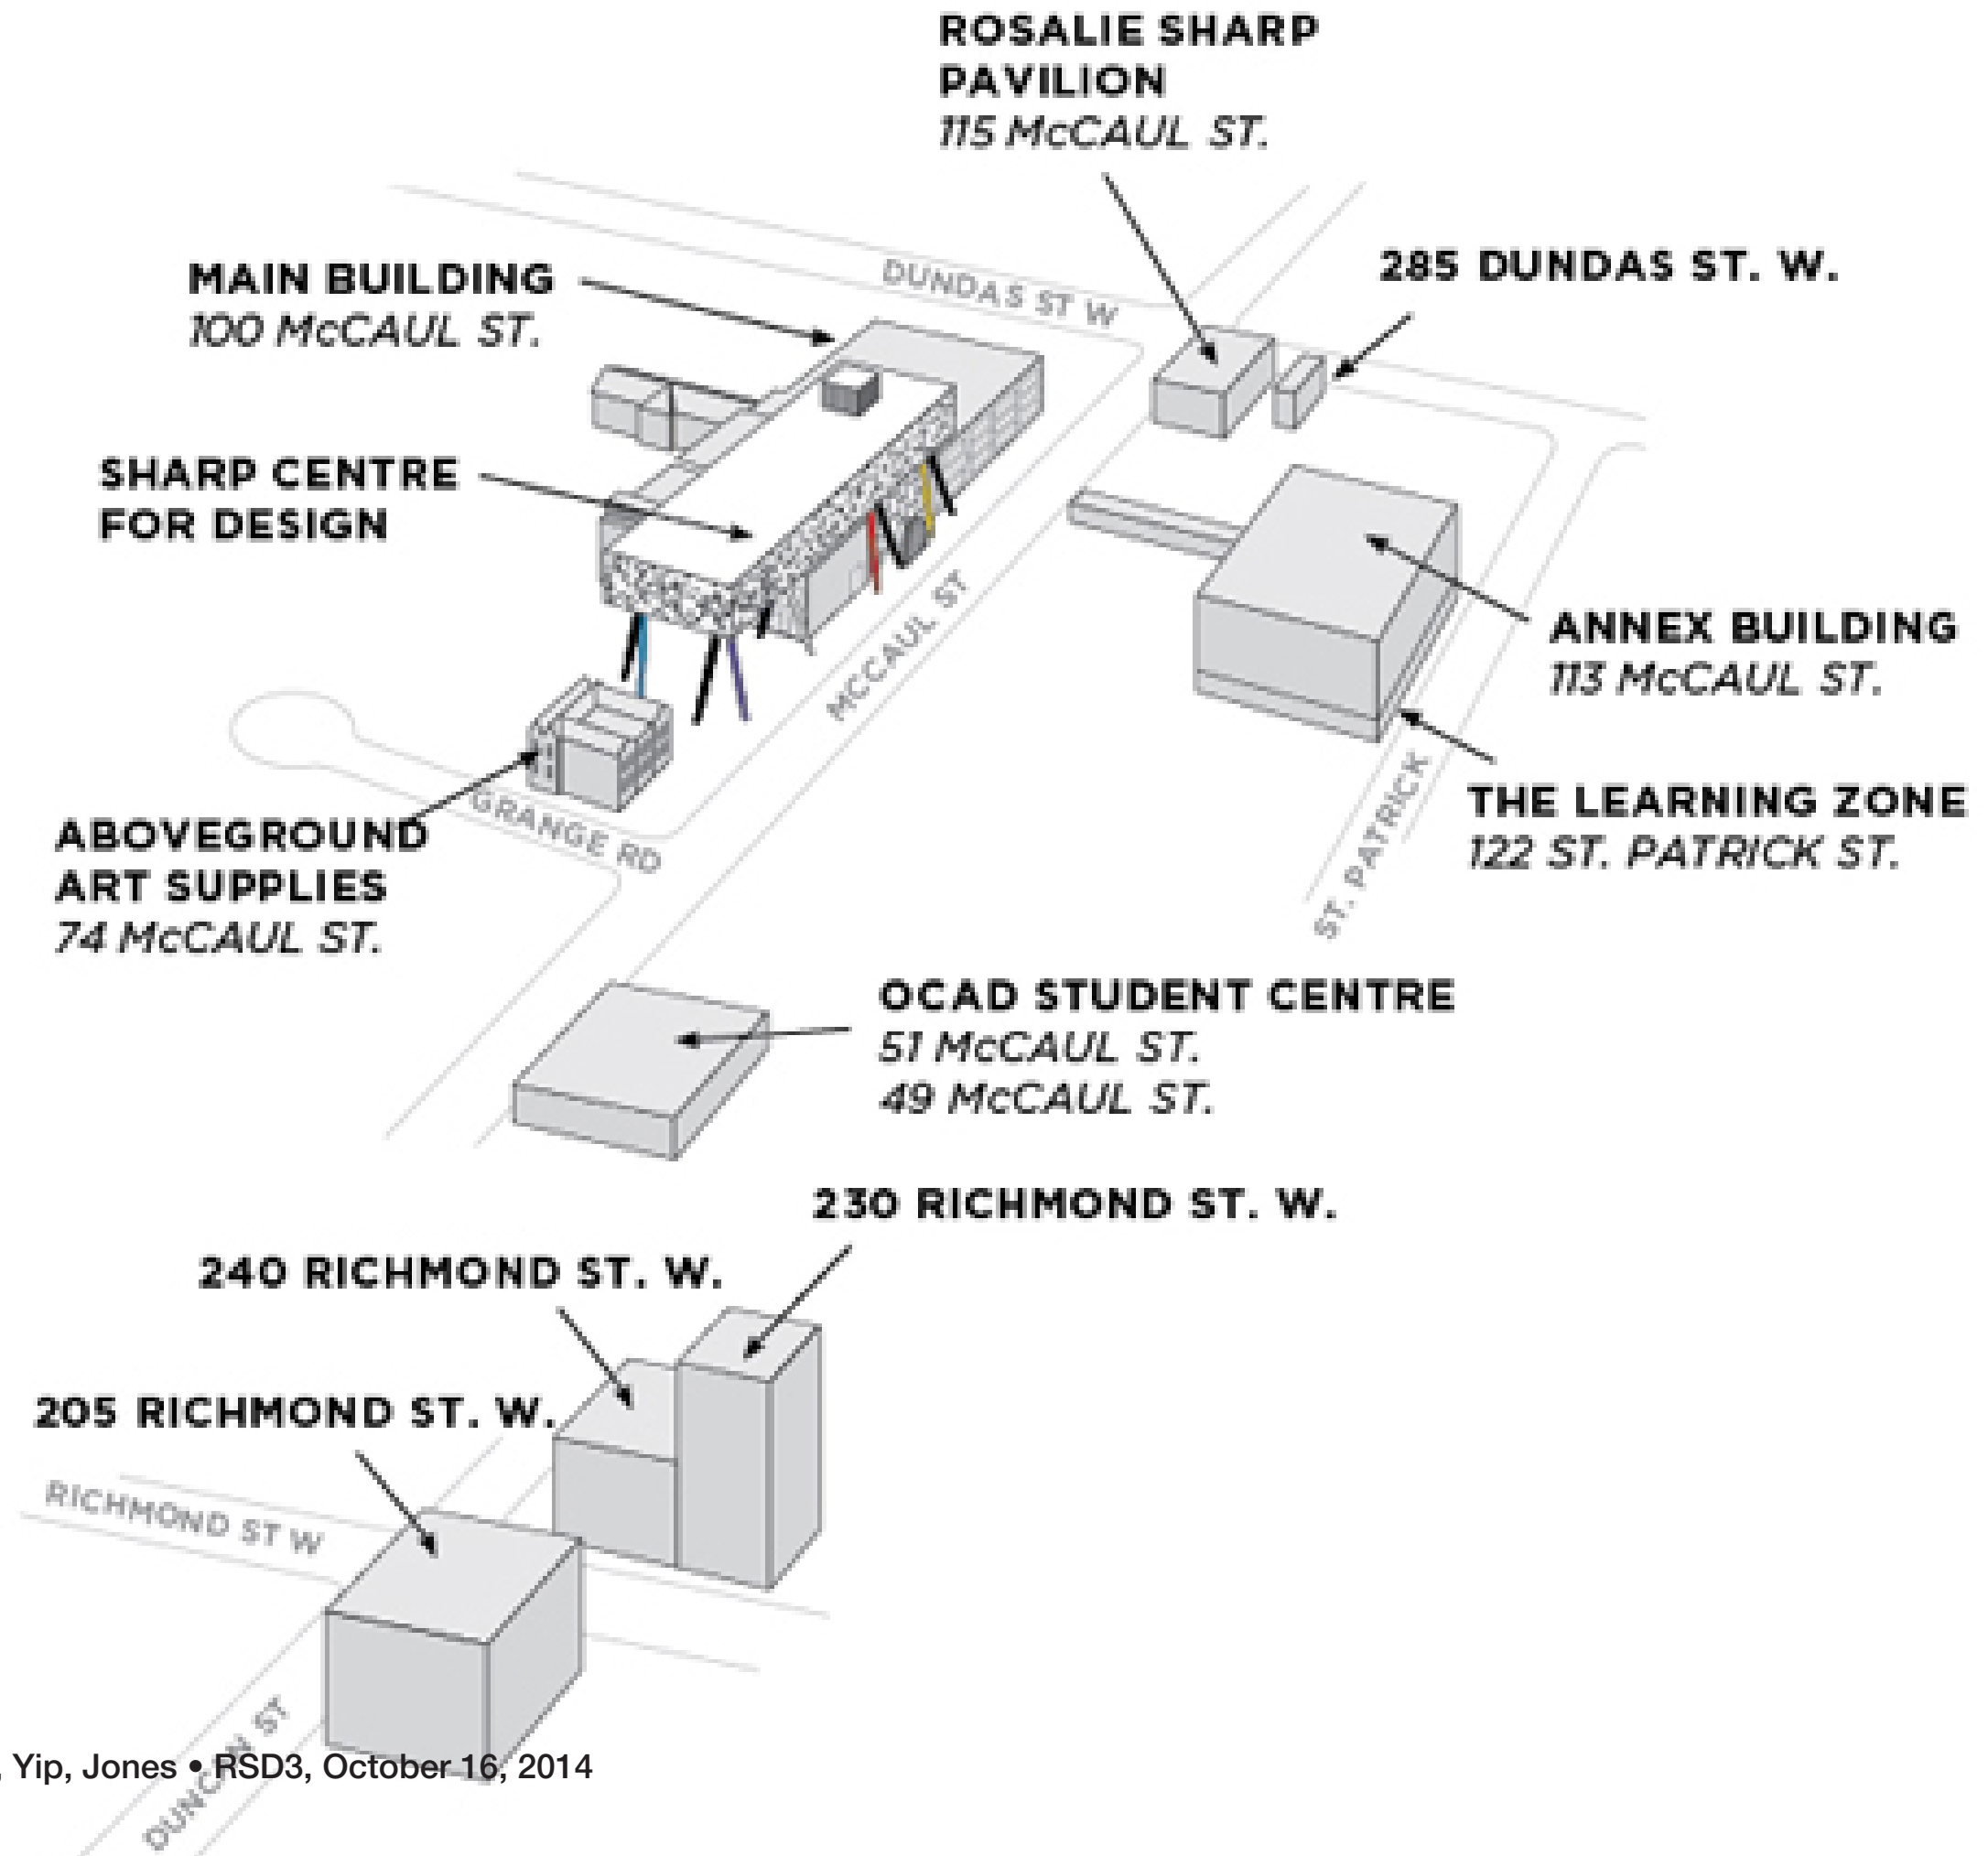 ROSALIE SHARP
PAVILION
115 McCAUL ST.
285 DUNDAS ST. W.
MAIN BUILDING
100 McCAUL ST.
DUNDAS ST W
SHARP CENTRE
FOR DESIGN
MCCAUL ST
ANNEX BUILDING
113 McCAUL ST.
THE LEARNING ZONE
122 ST. PATRICK ST.
ST. PATRICK
GRANGE RD
ABOVEGROUND
ART SUPPLIES
74 McCAUL ST.
OCAD STUDENT CENTRE
51 McCAUL ST.
49 McCAUL ST.
230 RICHMOND ST. W.
240 RICHMOND ST. W.
205 RICHMOND ST. W.
RICHMOND ST W
DUNCAN ST
, Yip, Jones • RSD3, October 16, 2014